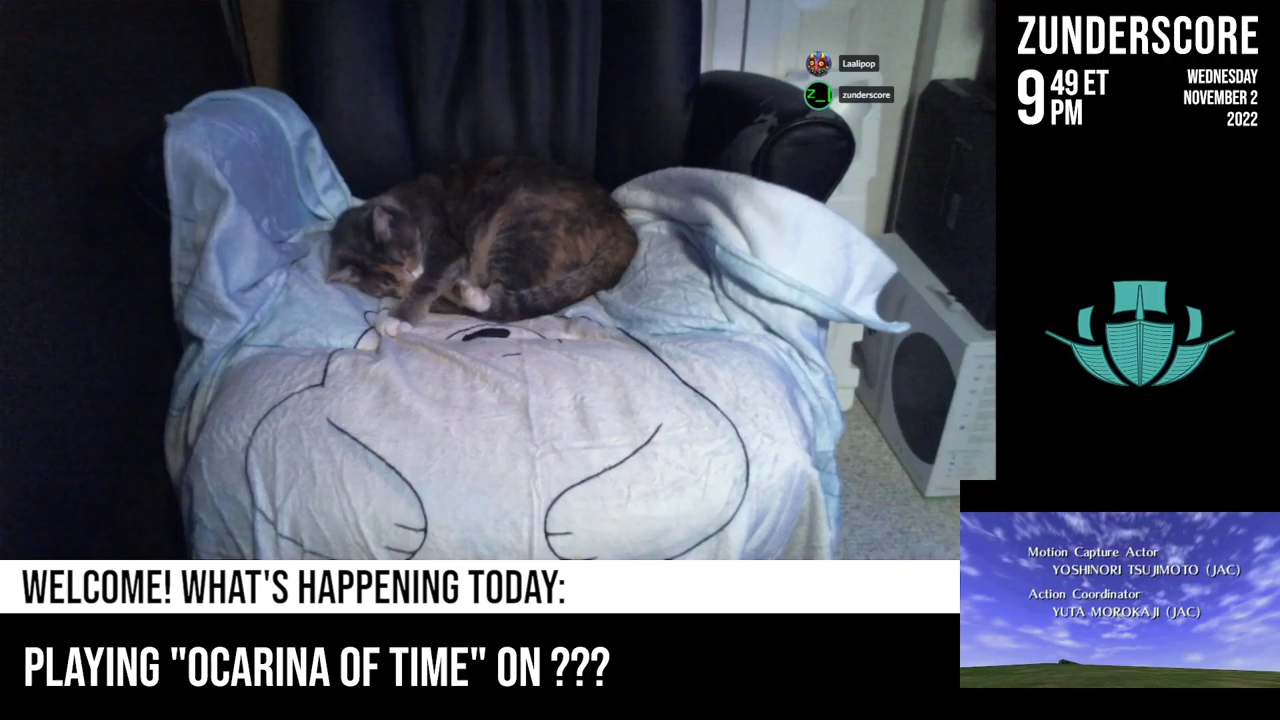 Laalipop
Z_
zunderscore
ZUNDERSCORE
9 49 ET
PM
WEDNESDAY
NOVEMBER 2
2022
Motion Capture Actor
YOSHINORI TSUJIMOTO (JAC)
Action Coordinator
YUTA MOROKAJI (JAC)
WELCOME! WHAT'S HAPPENING TODAY:
PLAYING "OCARINA OF TIME" ON ???